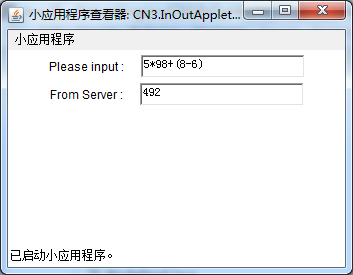 小应用程序查看器: CN3.InOutApplet...
小应用程序
Please input : 5*98+(8-6)
From Server : 492
已启动小应用程序。